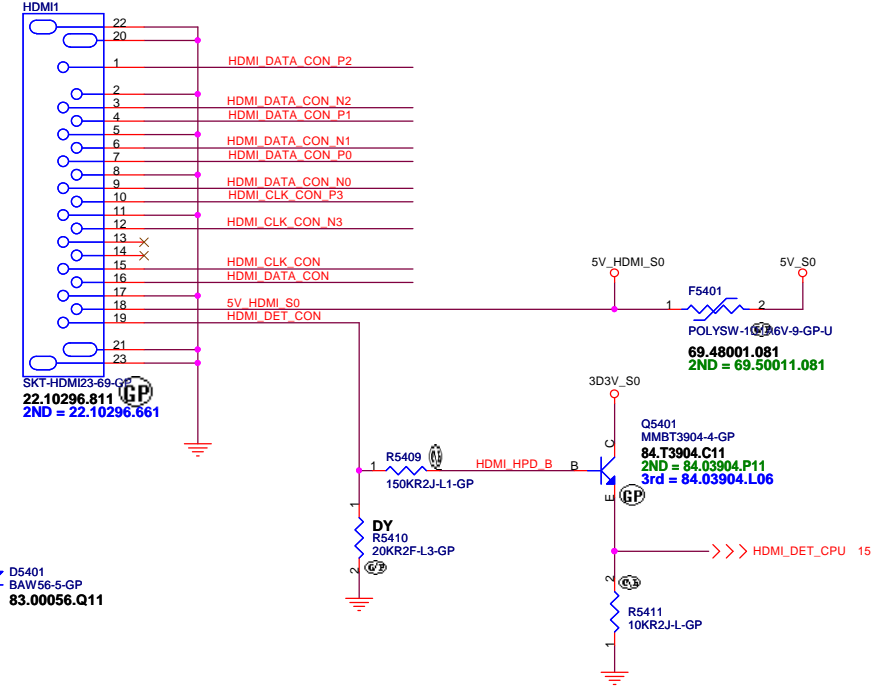 HDMI1
22
20
1
HDMI_DATA_CON_P2
2
3
HDMI_DATA_CON_N2
4
HDMI_DATA_CON_P1
5
6
HDMI_DATA_CON_N1
7
HDMI_DATA_CON_P0
8
9
HDMI_DATA_CON_N0
10
HDMI_CLK_CON_P3
11
12
HDMI_CLK_CON_N3
13
14
15
HDMI_CLK_CON
16
HDMI_DATA_CON
17
18
5V_HDMI_S0
19
HDMI_DET_CON
21
23
SKT-HDMI23-69-GP
22.10296.811
2ND = 22.10296.661
GP
5V_HDMI_S0
5V_S0
F5401
1
2
69.48001.081
2ND = 69.50011.081
3D3V_S0
Q5401
MMBT3904-4-GP
84.T3904.C11
2ND = 84.03904.P11
3rd = 84.03904.L06
C
B
E
GP
R5409
1
HDMI_HPD_B
150KR2J-L1-GP
1
DY
R5410
20KR2F-L3-GP
2
HDMI_DET_CPU 15
2
R5411
10KR2J-L-GP
1
D5401
BAW56-5-GP
83.00056.Q11